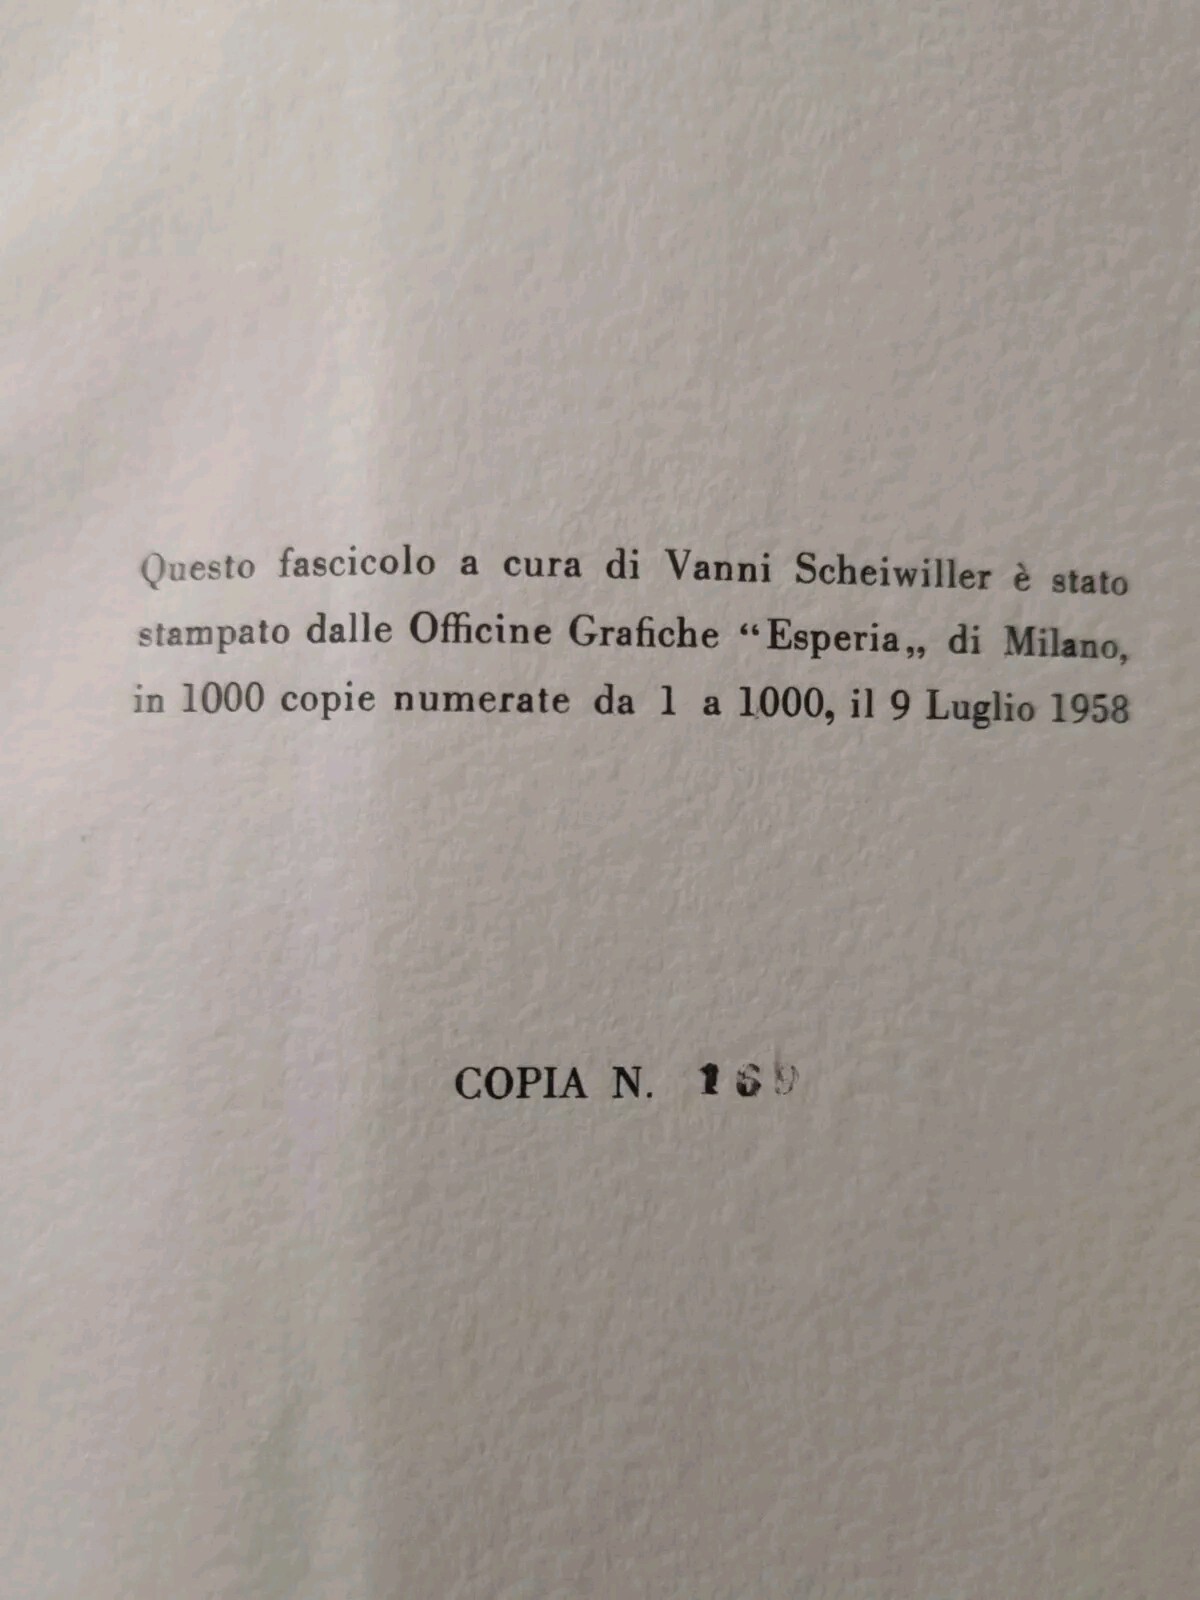 Questo fascicolo a cura di Vanni Scheiwiller è stato
stampato dalle Officine Grafiche “Esperia„ di Milano,
in 1000 copie numerate da 1 a 1000, il 9 Luglio 1958
COPIA N. 169